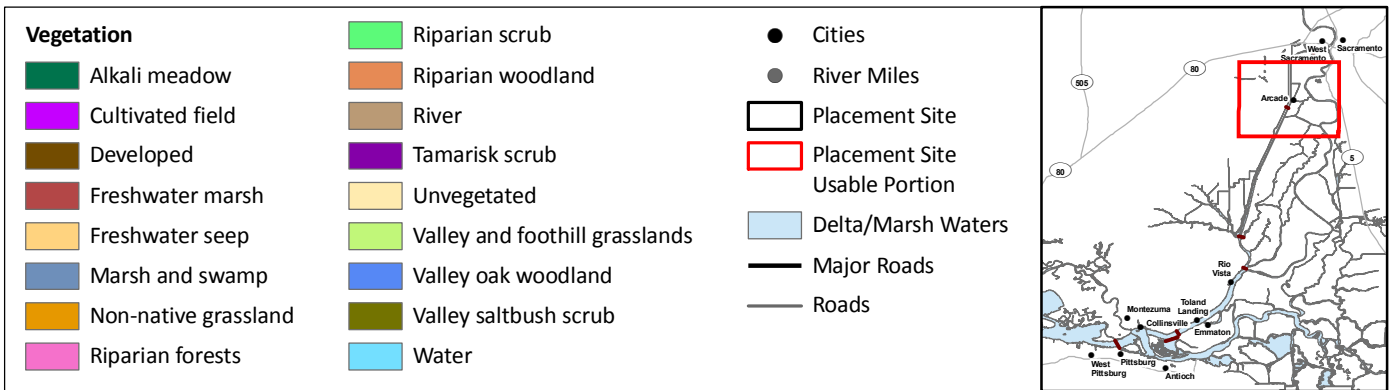 Vegetation
Alkali meadow
Cultivated field
Developed
Freshwater marsh
Freshwater seep
Marsh and swamp
Non-native grassland
Riparian forests
Riparian scrub
Riparian woodland
River
Tamarisk scrub
Unvegetated
Valley and foothill grasslands
Valley oak woodland
Valley saltbush scrub
Water
Cities
River Miles
Placement Site
Placement Site
Usable Portion
Delta/Marsh Waters
Major Roads
Roads
West
Sacramento
Sacramento
80
505
Arcade
5
80
Rio
Vista
Montezuma
Toland
Landing
Collinsville
Emmaton
West
Pittsburg
Pittsburg
Antioch